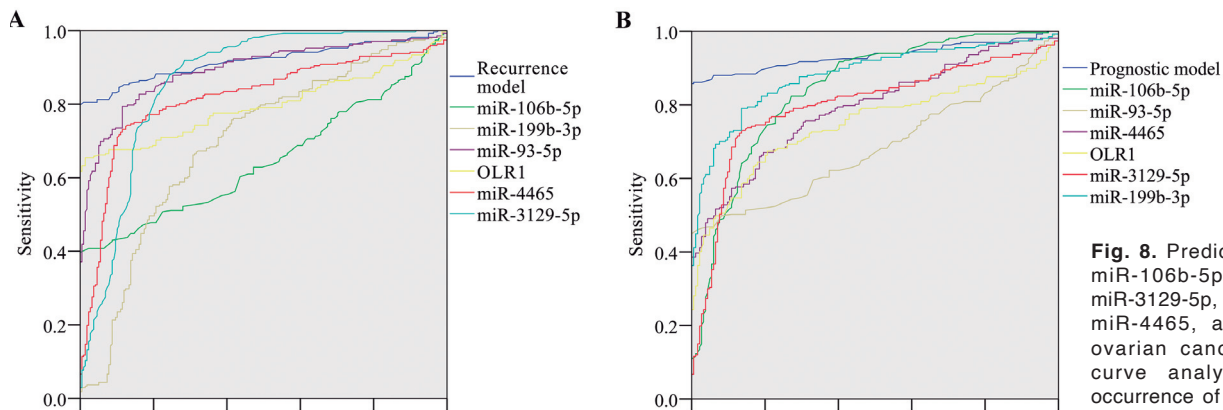 A
1.0
0.8
0.6
0.4
0.2
0.0
Sensitivity
Recurrence
model
miR-106b-5p
miR-199b-3p
miR-93-5p
OLR1
miR-4465
miR-3129-5p
B
1.0
0.8
0.6
0.4
0.2
0.0
Sensitivity
Prognostic model
miR-106b-5p
miR-93-5p
miR-4465
OLR1
miR-3129-5p
miR-199b-3p
Fig. 8.
miR-106b-5p
miR-3129-5p,
miR-4465, a
ovarian canc
curve analy
occurrence of